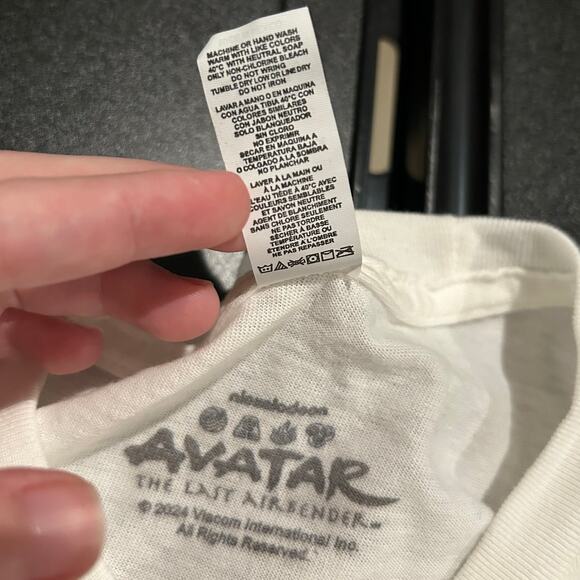 MACHINE OR HAND WASH
WARM WITH LIKE COLORS
40°C WITH NEUTRAL SOAP
ONLY NON-CHLORINE BLEACH
DO NOT WRING
TUMBLE DRY LOW OR LINE DRY
DO NOT IRON
LAVAR A MANO O EN MAQUINA
CON AGUA TIBIA 40°C CON
COLORES SIMILARES
CON JABON NEUTRO
SOLO BLANQUEADOR
SIN CLORO
NO EXPRIMIR
SECAR EN MAQUINA A
TEMPERATURA BAJA
O COLGADO A LA SOMBRA
NO PLANCHAR
LAVER À LA MAIN OU
À LA MACHINE
L'EAU TIÈDE À 40°C AVEC
COULEURS SEMBLABLES
ET SAVON NEUTRE
AGENT DE BLANCHIMENT
SANS CHLORE SEULEMENT
NE PAS TORDRE
SÉCHER À BASSE
TEMPÉRATURE OU
ÉTENDRE À L'OMBRE
NE PAS REPASSER
nickelodeon
AVATAR
THE LAST AIRBENDER™
© 2024 Viacom International Inc.
All Rights Reserved.